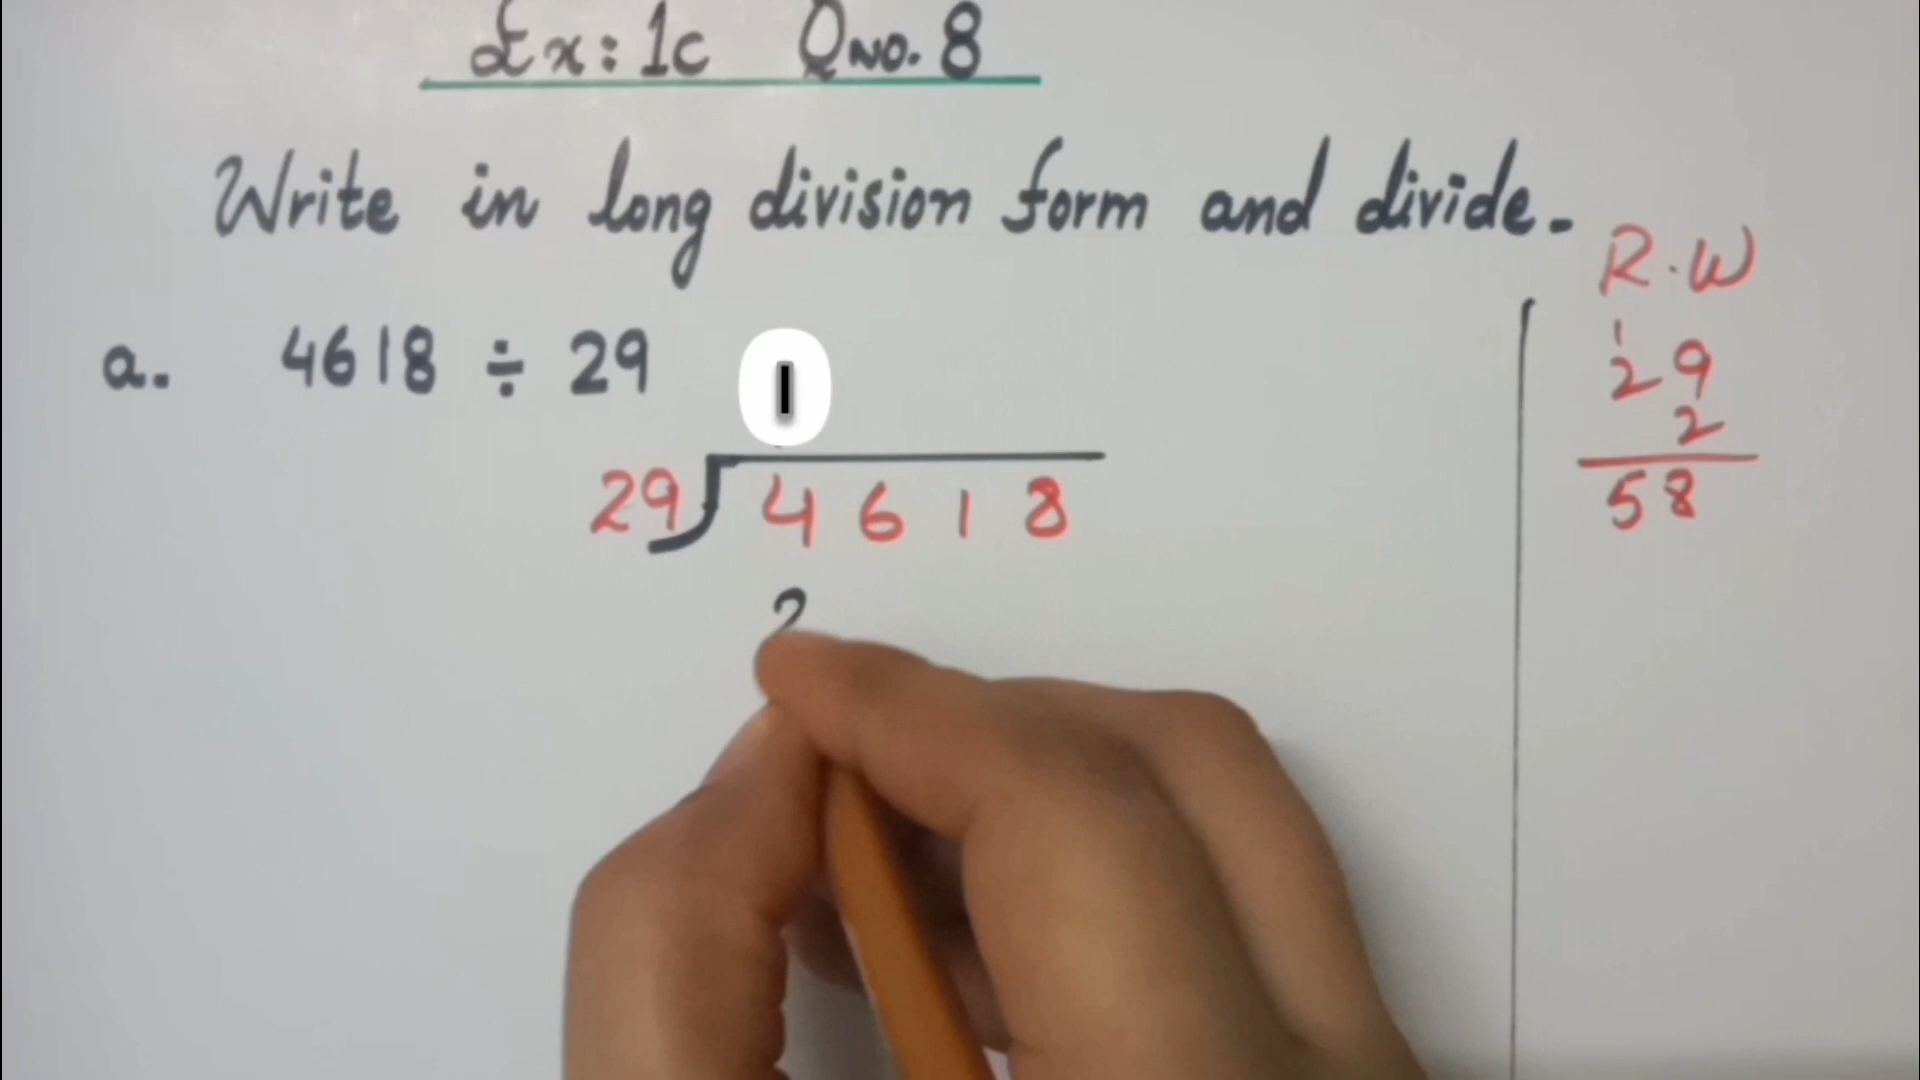 Ex: 1c Q no. 8
Write in long division form and divide.
a. 4618 ÷ 29
1
29 4 6 1 8
2
R.W
1
29
2
58